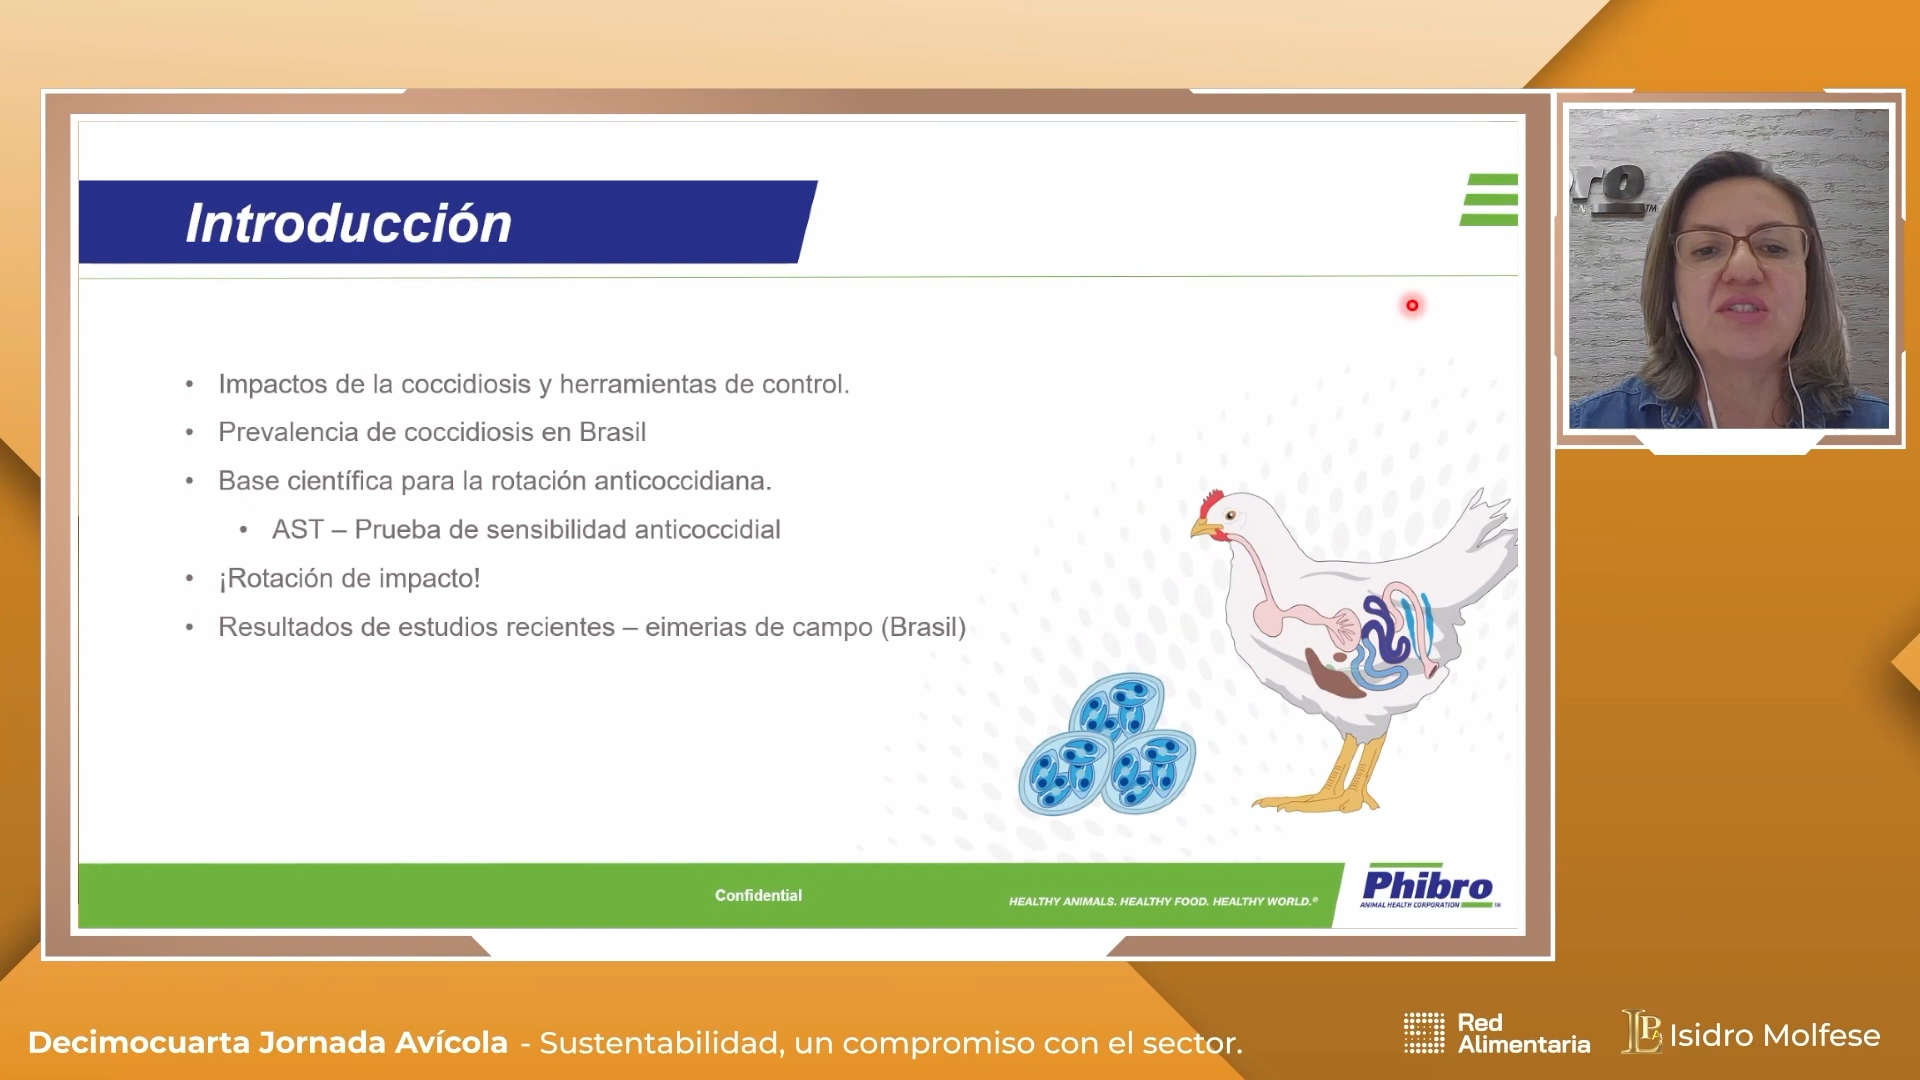 Introducción
• Impactos de la coccidiosis y herramientas de control.
• Prevalencia de coccidiosis en Brasil
• Base científica para la rotación anticoccidiana.
• AST – Prueba de sensibilidad anticoccidial
• ¡Rotación de impacto!
• Resultados de estudios recientes – eimerias de campo (Brasil)
Confidential
HEALTHY ANIMALS. HEALTHY FOOD. HEALTHY WORLD.®
Phibro
ANIMAL HEALTH CORPORATION
Decimocuarta Jornada Avícola - Sustentabilidad, un compromiso con el sector.
Red
Alimentaria
Isidro Molfese